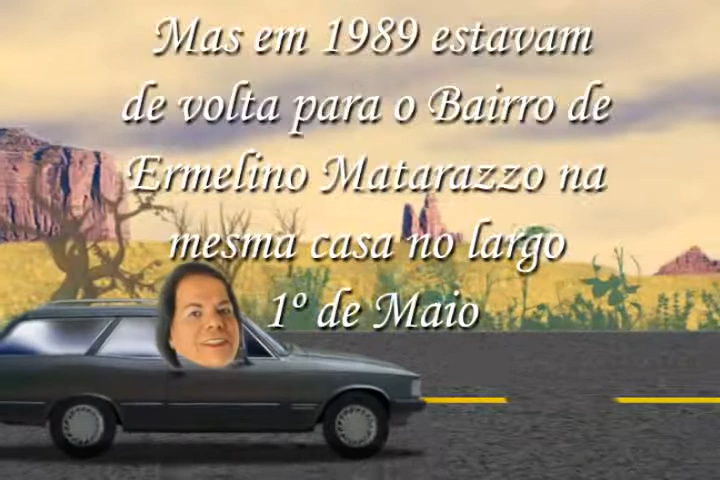 Mas em 1989 estavam
de volta para o Bairro de
Ermelino Matarazzo na
mesma casa no largo
1º de Maio